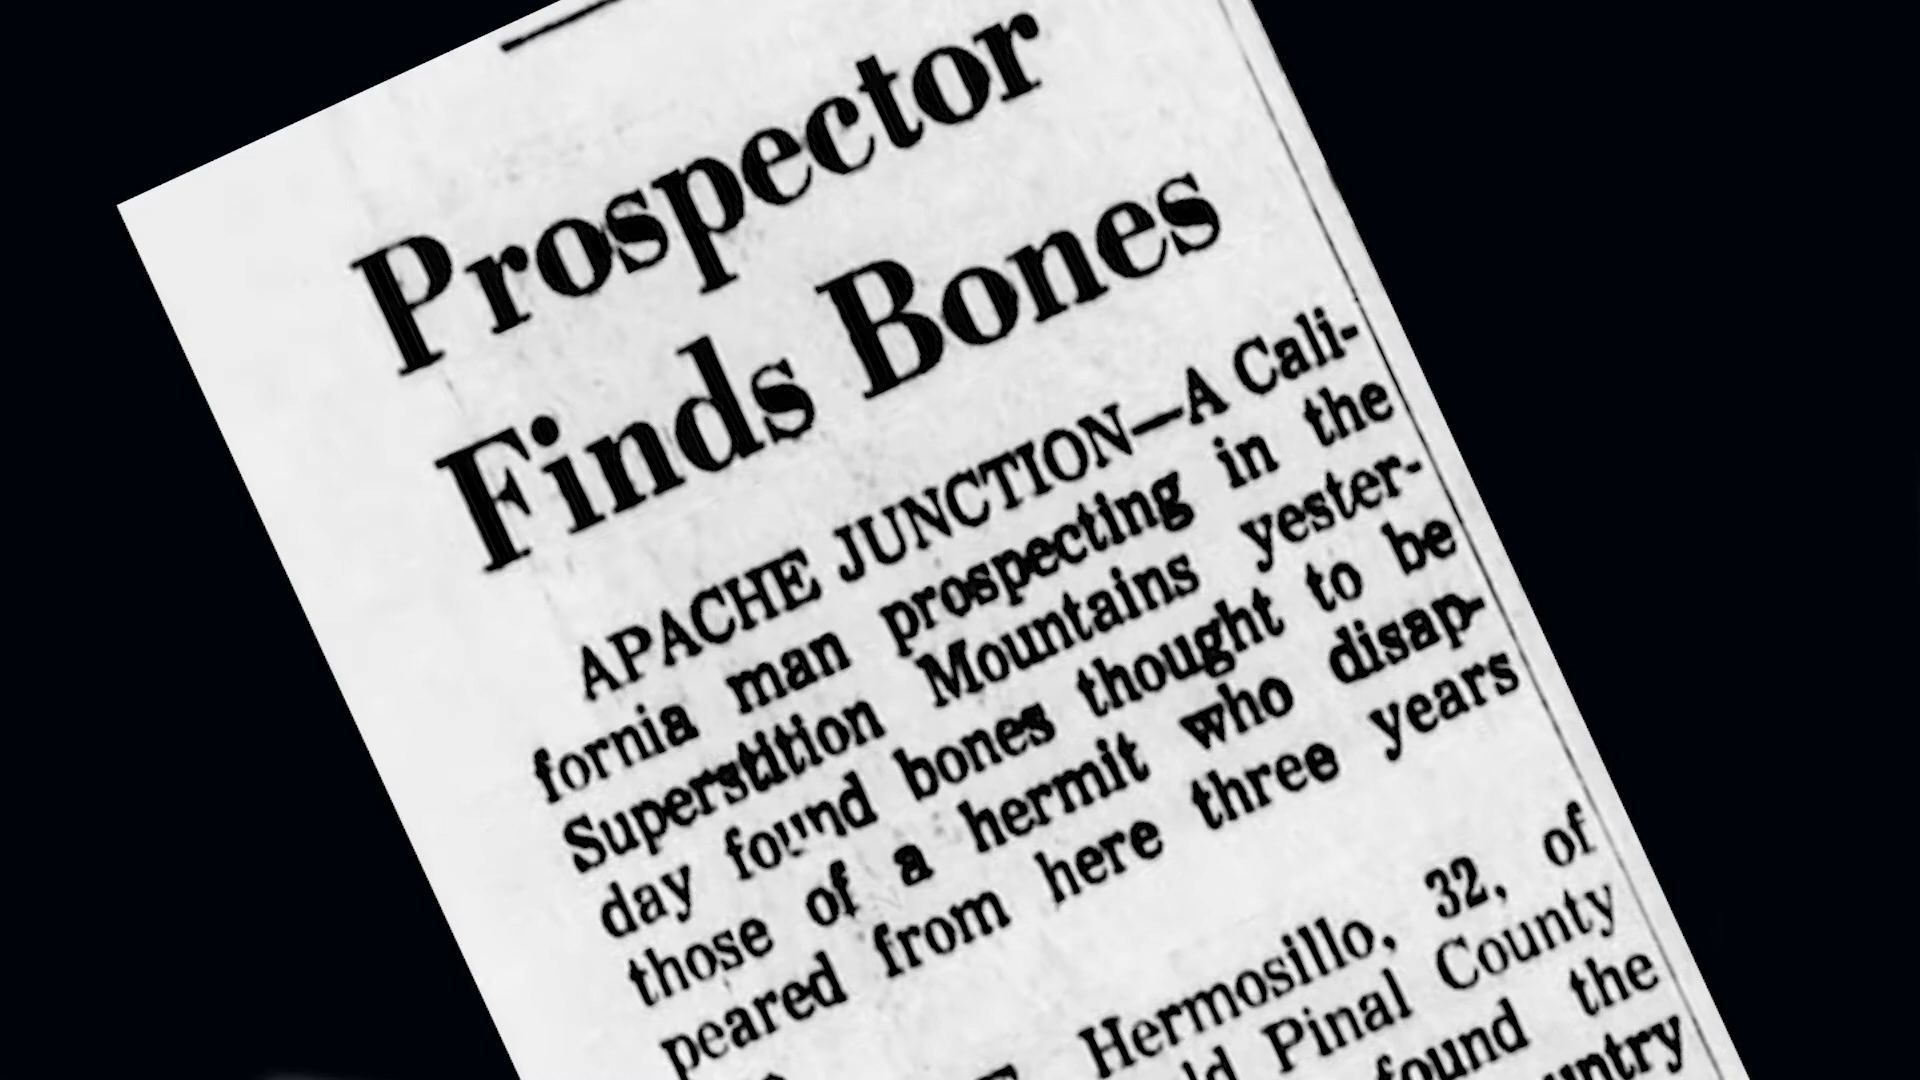 Prospector
Finds Bones
APACHE JUNCTION—A Cali-
fornia man prospecting in the
Superstition Mountains yester-
day found bones thought to be
those of a hermit who disap-
peared from here three years
Hermosillo, 32, of
Pinal County
found the